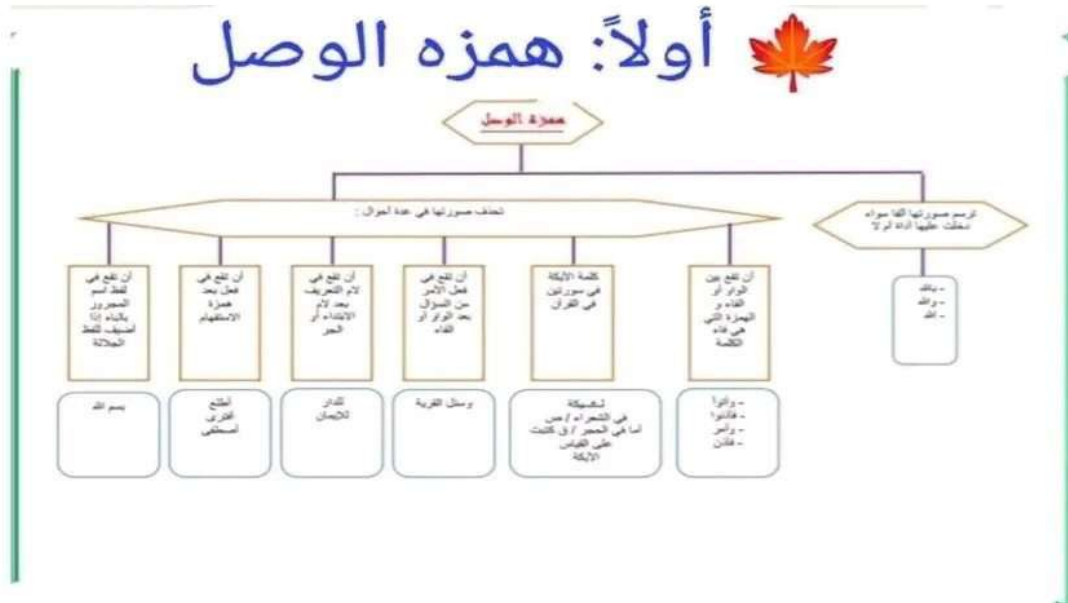 أولاً: همزه الوصل
همزة الوصل
ترسم صورتها ألفا سواء
دخلت عليها أداة أم لا
تحذف صورتها في عدة أحوال :
- بالله
- والله
- الله
أن تقع بين
الواو أو
الفاء و
الهمزة التي
هي فاء
الكلمة
كلمة الأيكة
في سورتين
في القرآن
أن تقع في
فعل الأمر
من السؤال
بعد الواو أو
الفاء
أن تقع في
لام التعريف
بعد لام
الابتداء أو
الجر
أن تقع في
فعل بعد
همزة
الاستفهام
أن تقع في
لفظ اسم
المجرور
بالباء إذا
أضيف للفظ
الجلالة
- وأتوا
- فأذنوا
- وأمر
- فأذن
في الشعراء / ص
أما في الحجر / ق كتبت
على القياس
الأيكة
وسئل القرية
للدار
للإيمان
أطلع
أفترى
أصطفى
بسم الله